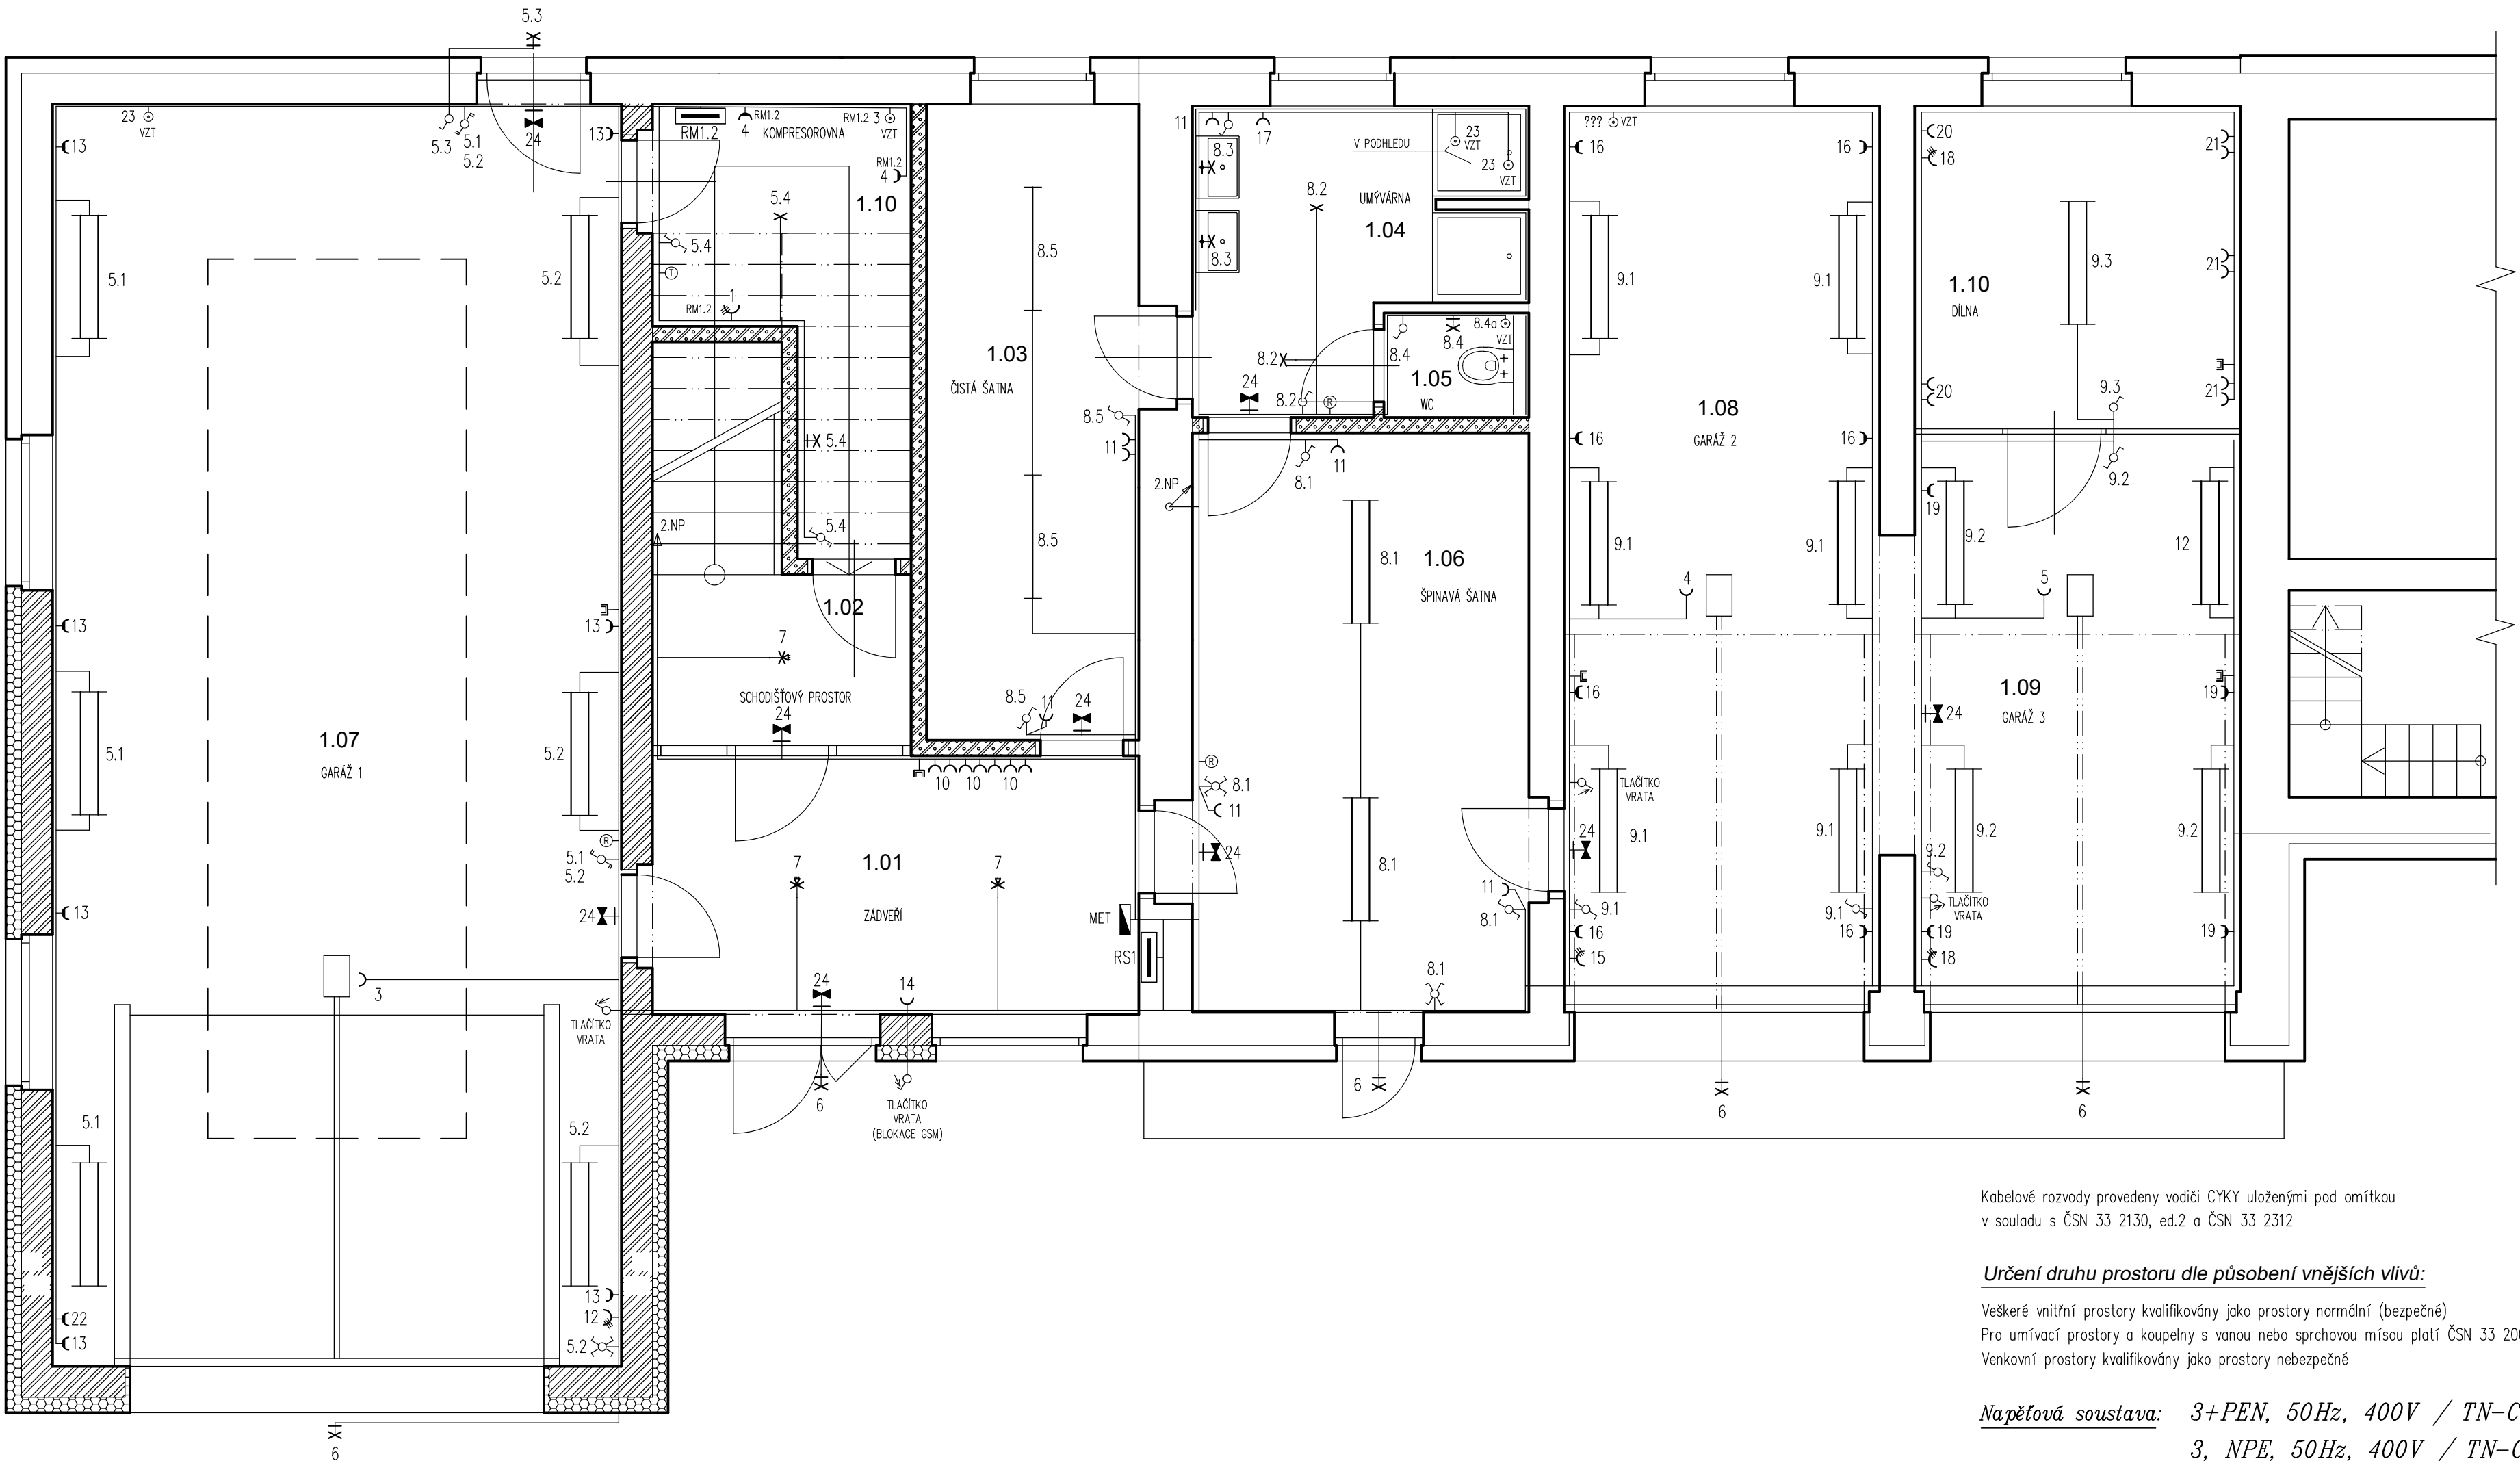 5.3
23
VZT
13
5.3
5.1
5.2
24
13
RM1.2
RM1.2
4
KOMPRESOROVNA
RM1.2 3
VZT
RM1.2
4
11
8.3
17
V PODHLEDU
23
VZT
23
VZT
???
VZT
16
16
20
18
21
5.1
5.2
5.4
1.10
5.4
T
1
RM1.2
8.5
8.3
8.2
UMÝVÁRNA
1.04
9.1
9.1
9.3
21
1.10
DÍLNA
1.03
ČISTÁ ŠATNA
8.2
24
8.2
R
8.4
8.4
8.4a
VZT
1.05
WC
1.08
GARÁŽ 2
9.3
20
21
8.5
11
5.4
16
16
11
8.1
9.2
2.NP
2.NP
5.4
8.5
8.1
1.06
ŠPINAVÁ ŠATNA
9.1
9.1
19
9.2
12
4
5
1.02
13
13
7
SCHODIŠŤOVÝ PROSTOR
24
8.5
11
24
16
1.09
GARÁŽ 3
19
24
1.07
GARÁŽ 1
5.1
5.2
10
10
10
R
8.1
11
TLAČÍTKO
VRATA
R
5.1
5.2
7
1.01
7
24
8.1
24
9.1
9.1
9.2
9.2
9.2
13
24
ZÁDVEŘÍ
MET
RS1
11
8.1
9.1
16
15
9.1
16
TLAČÍTKO
VRATA
19
18
19
3
24
14
8.1
TLAČÍTKO
VRATA
6
TLAČÍTKO
VRATA
(BLOKACE GSM)
6
6
6
5.1
5.2
Kabelové rozvody provedeny vodiči CYKY uloženými pod omítkou
v souladu s ČSN 33 2130, ed.2 a ČSN 33 2312
Určení druhu prostoru dle působení vnějších vlivů:
Veškeré vnitřní prostory kvalifikovány jako prostory normální (bezpečné)
Pro umívací prostory a koupelny s vanou nebo sprchovou mísou platí ČSN 33 200
Venkovní prostory kvalifikovány jako prostory nebezpečné
13
22
12
13
5.2
Napěťová soustava: 3+PEN, 50Hz, 400V / TN-C
3, NPE, 50Hz, 400V / TN-C
6